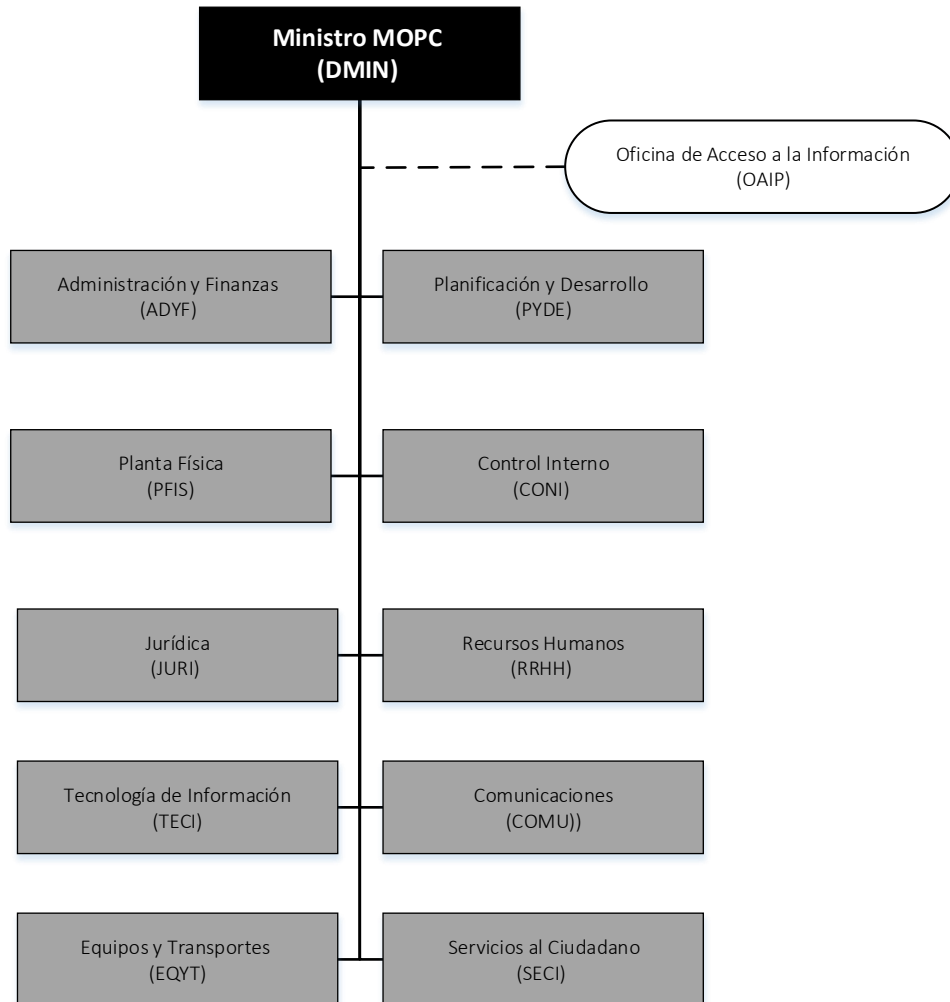 Ministro MOPC
(DMIN)
Oficina de Acceso a la Información
(OAIP)
Administración y Finanzas
(ADYF)
Planificación y Desarrollo
(PYDE)
Planta Física
(PFIS)
Control Interno
(CONI)
Jurídica
(JURI)
Recursos Humanos
(RRHH)
Tecnología de Información
(TECI)
Comunicaciones
(COMU))
Equipos y Transportes
(EQYT)
Servicios al Ciudadano
(SECI)